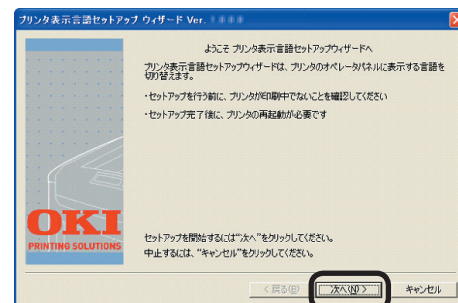 プリンタ表示言語セットアップ ウィザード Ver.
ようこそ プリンタ表示言語セットアップウィザードへ
プリンタ表示言語セットアップウィザードは、プリンタのオペレータパネルに表示する言語を
切り替えます。
・セットアップを行う前に、プリンタが印刷中でないことを確認してください
・セットアップ完了後に、プリンタの再起動が必要です
OKI
PRINTING SOLUTIONS
セットアップを開始するには"次へ"をクリックしてください。
中止するには、"キャンセル"をクリックしてください。
< 戻る(B) 次へ(N) > キャンセル